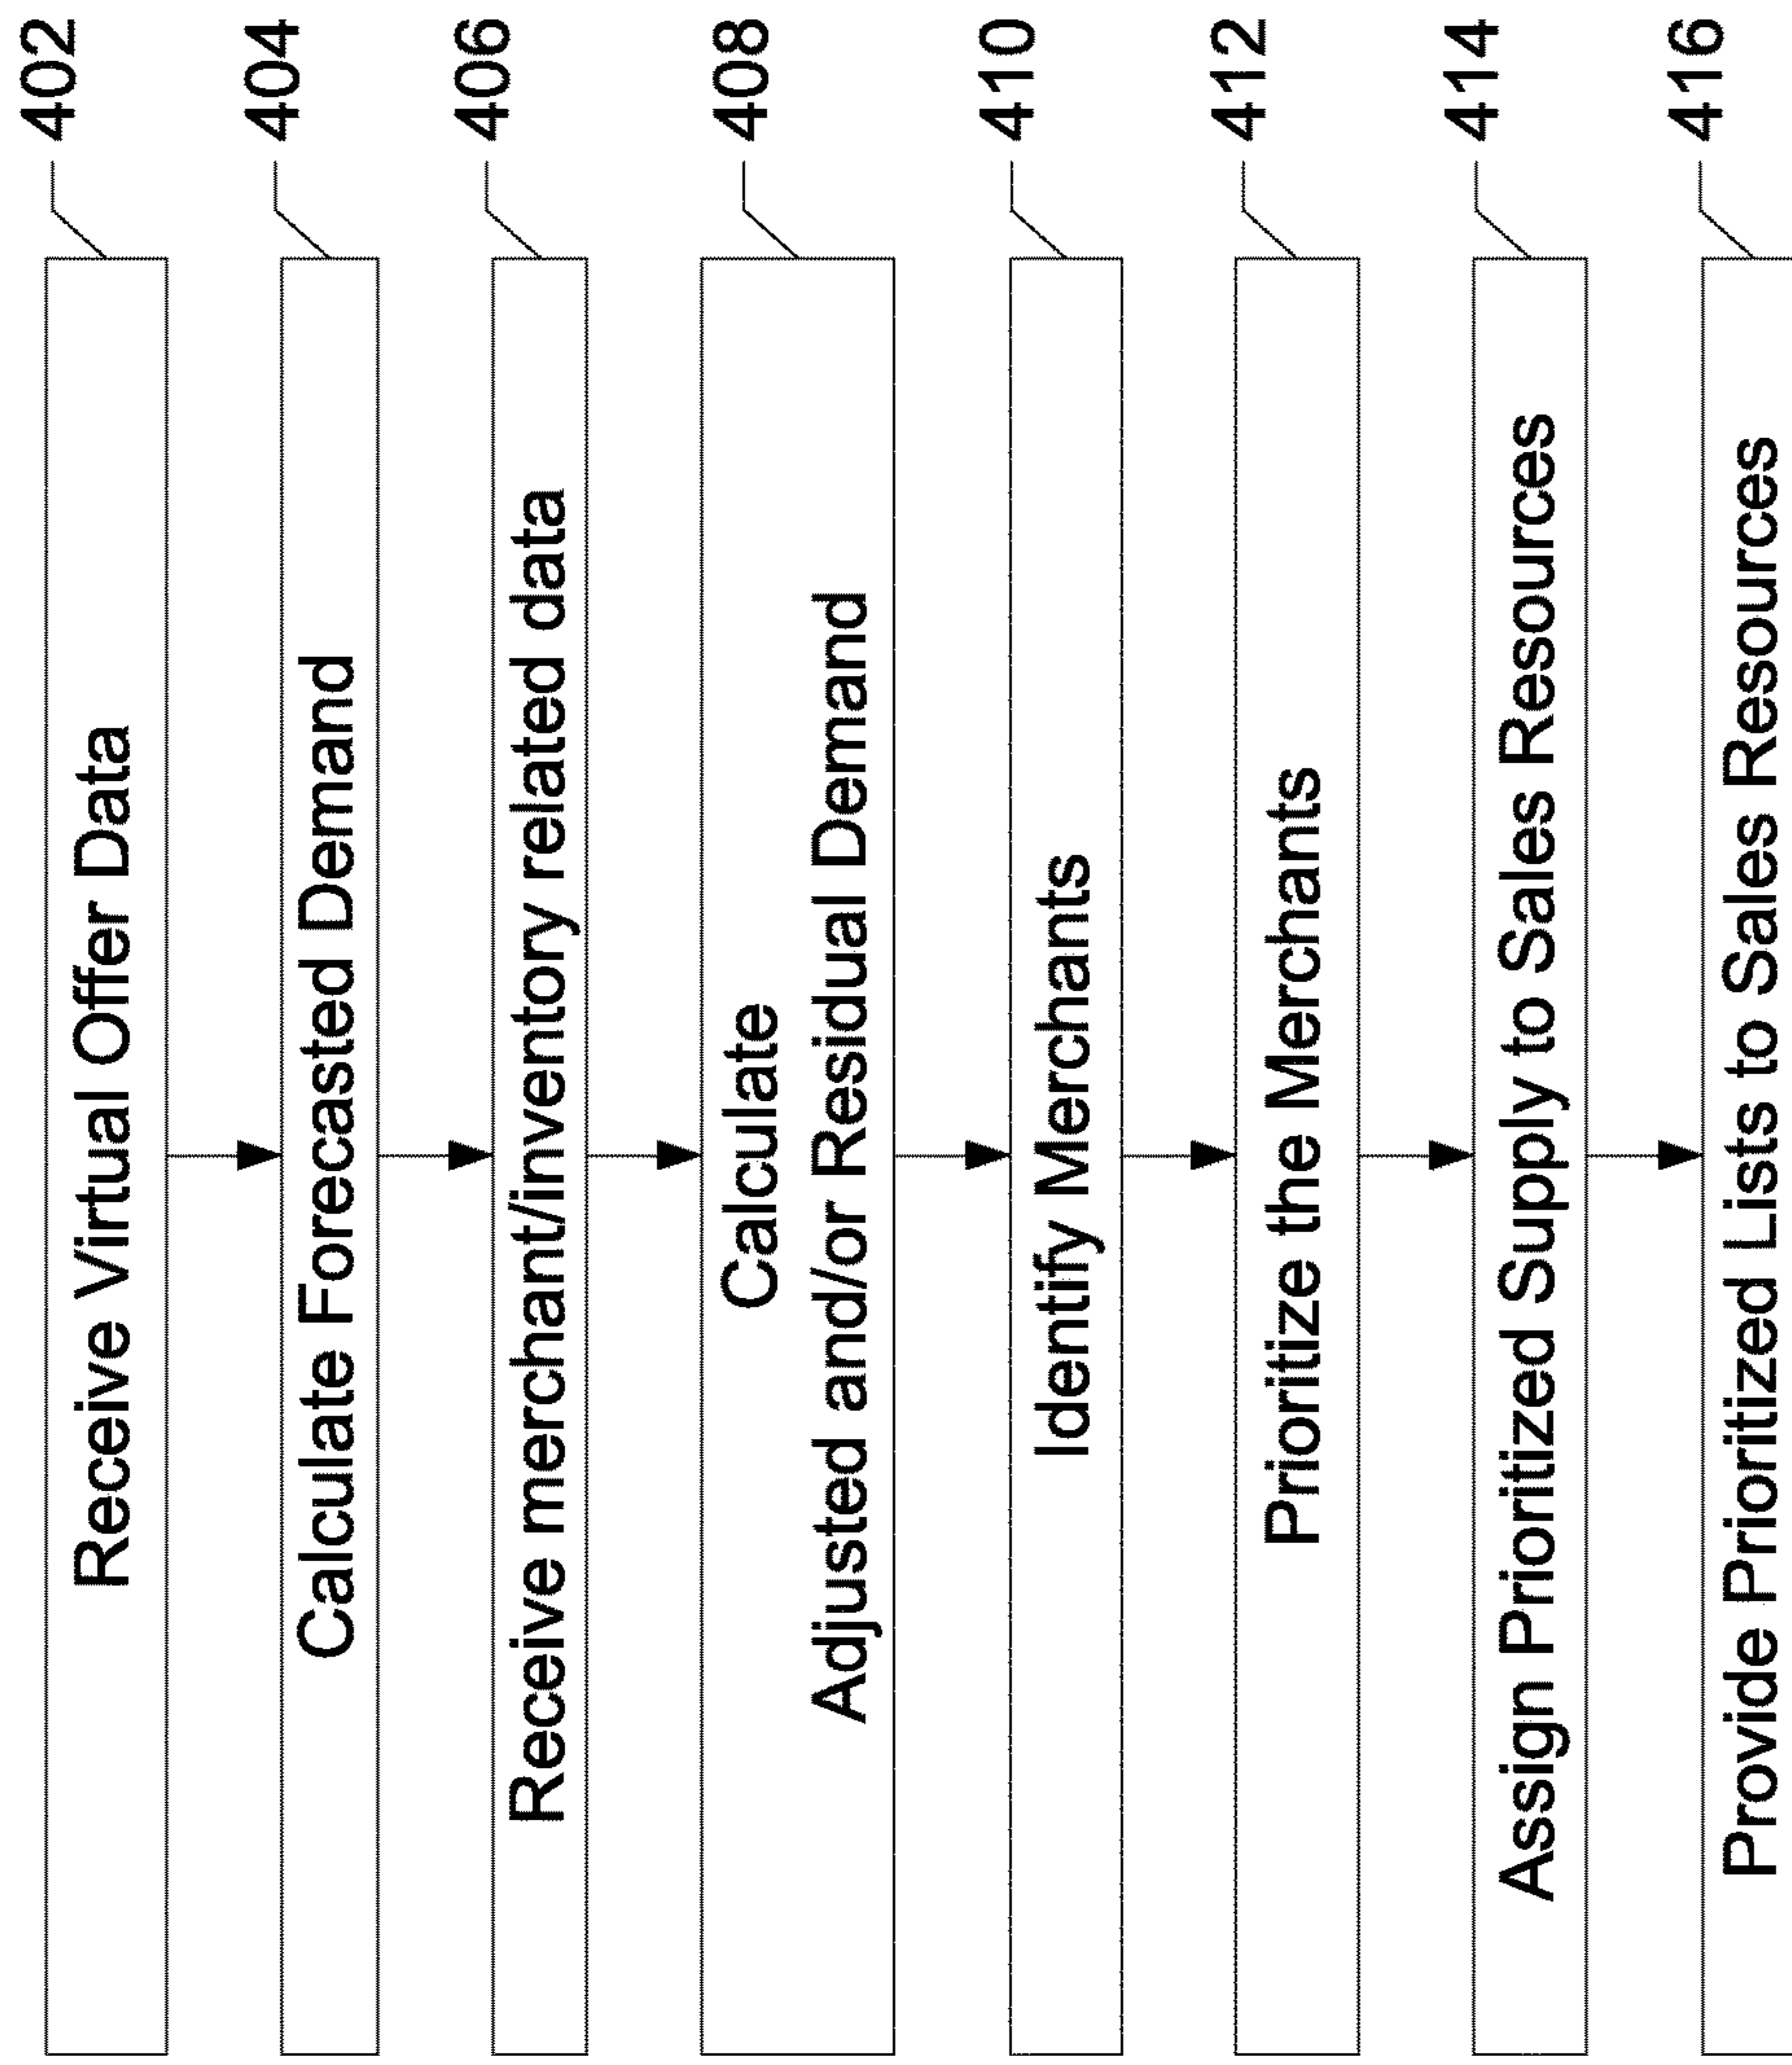 Receive Virtual Offer Data
402
Calculate Forecasted Demand
404
Receive merchant/inventory related data
406
Calculate
Adjusted and/or Residual Demand
408
Identify Merchants
410
Prioritize the Merchants
412
Assign Prioritized Supply to Sales Resources
414
Provide Prioritized Lists to Sales Resources
416